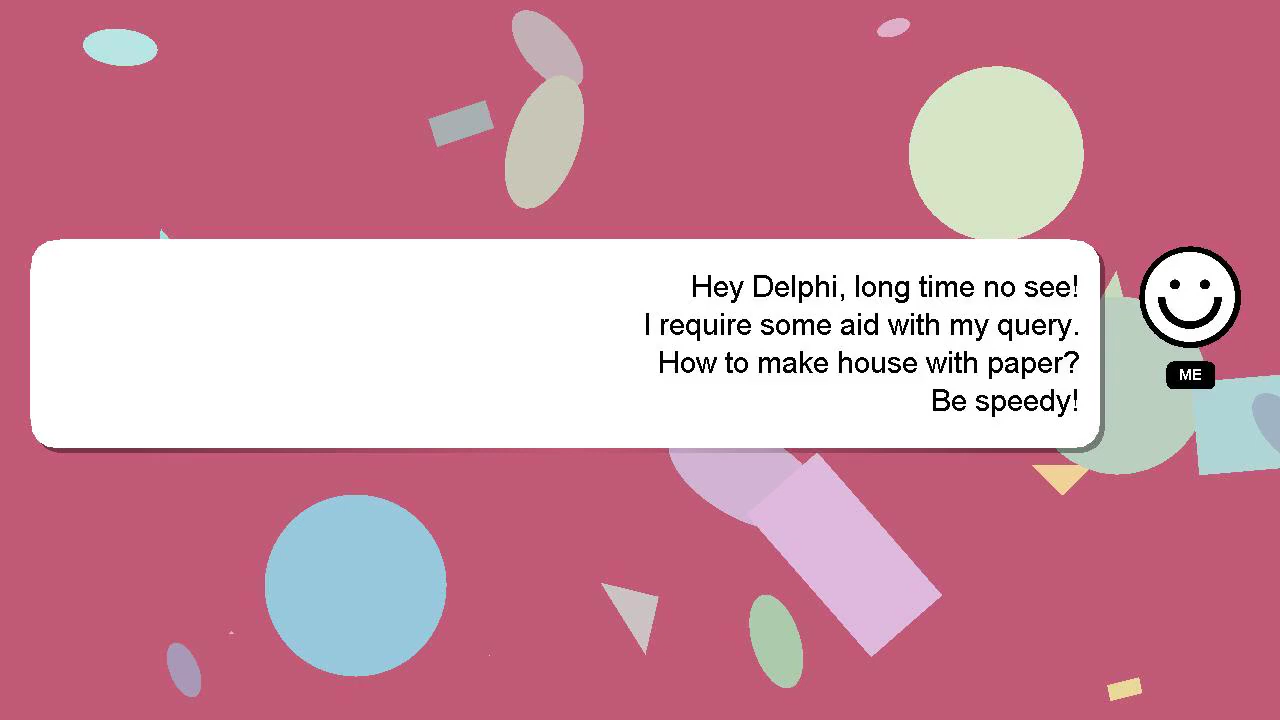 Hey Delphi, long time no see!
I require some aid with my query.
How to make house with paper?
Be speedy!
ME